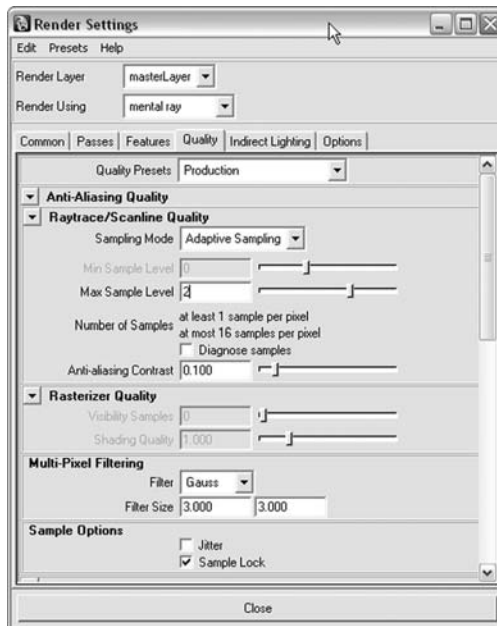 Render Settings
Edit Presets Help
Render Layer masterLayer
Render Using mental ray
Common Passes Features Quality Indirect Lighting Options
Quality Presets Production
Anti-Aliasing Quality
Raytrace/Scanline Quality
Sampling Mode Adaptive Sampling
Min Sample Level 0
Max Sample Level 2
Number of Samples at least 1 sample per pixel
at most 16 samples per pixel
Diagnose samples
Anti-aliasing Contrast 0.100
Rasterizer Quality
Visibility Samples 0
Shading Quality 1.000
Multi-Pixel Filtering
Filter Gauss
Filter Size 3.000 3.000
Sample Options
Jitter
Sample Lock
Close